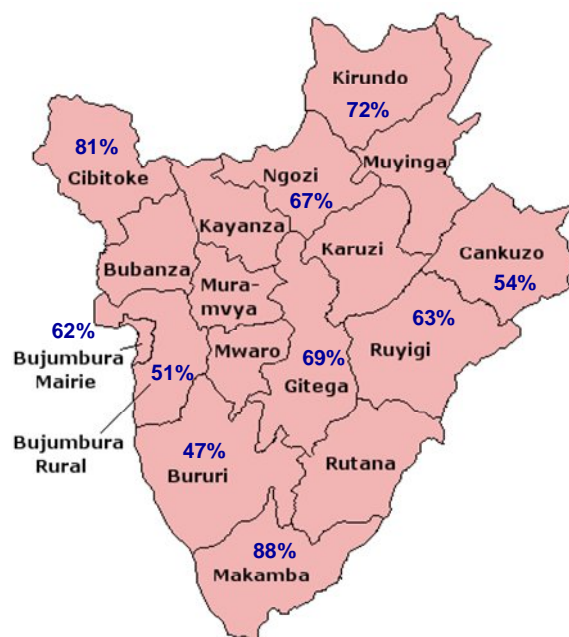 Kirundo
72%
81%
Cibitoke
Ngozi
67%
Muyinga
Kayanza
Karuzi
Cankuzo
54%
Bubanza
Mura-
mvya
63%
Ruyigi
62%
Bujumbura
Mairie
51%
Mwaro
69%
Gitega
Bujumbura
Rural
47%
Bururi
Rutana
88%
Makamba